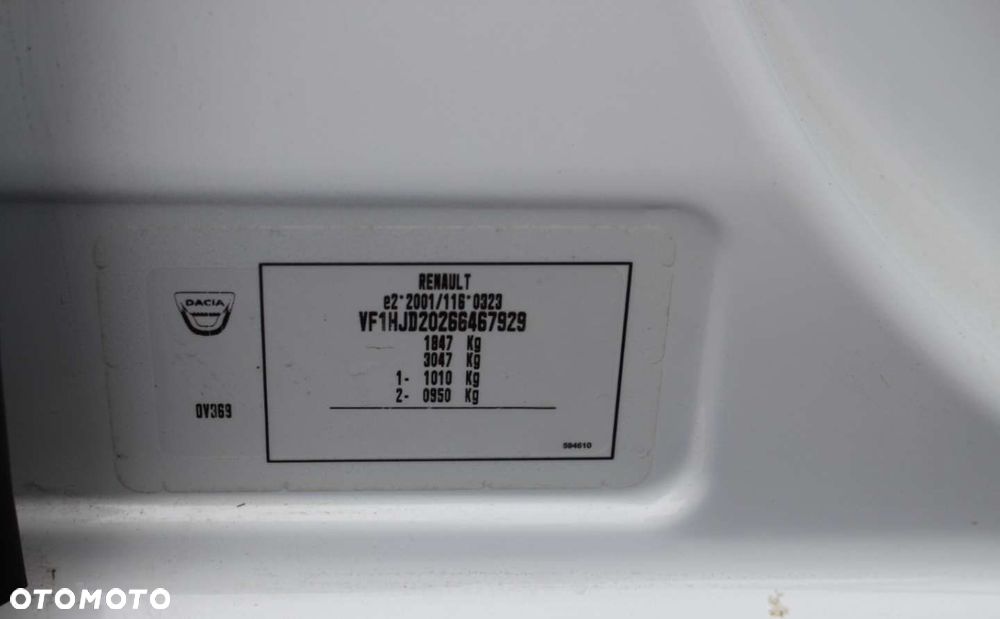 DACIA
0V369
RENAULT
e2*2001/116*0323
VF1HJD20266467929
1847 Kg
3047 Kg
1- 1010 Kg
2- 0950 Kg
594610
OTOMOTO